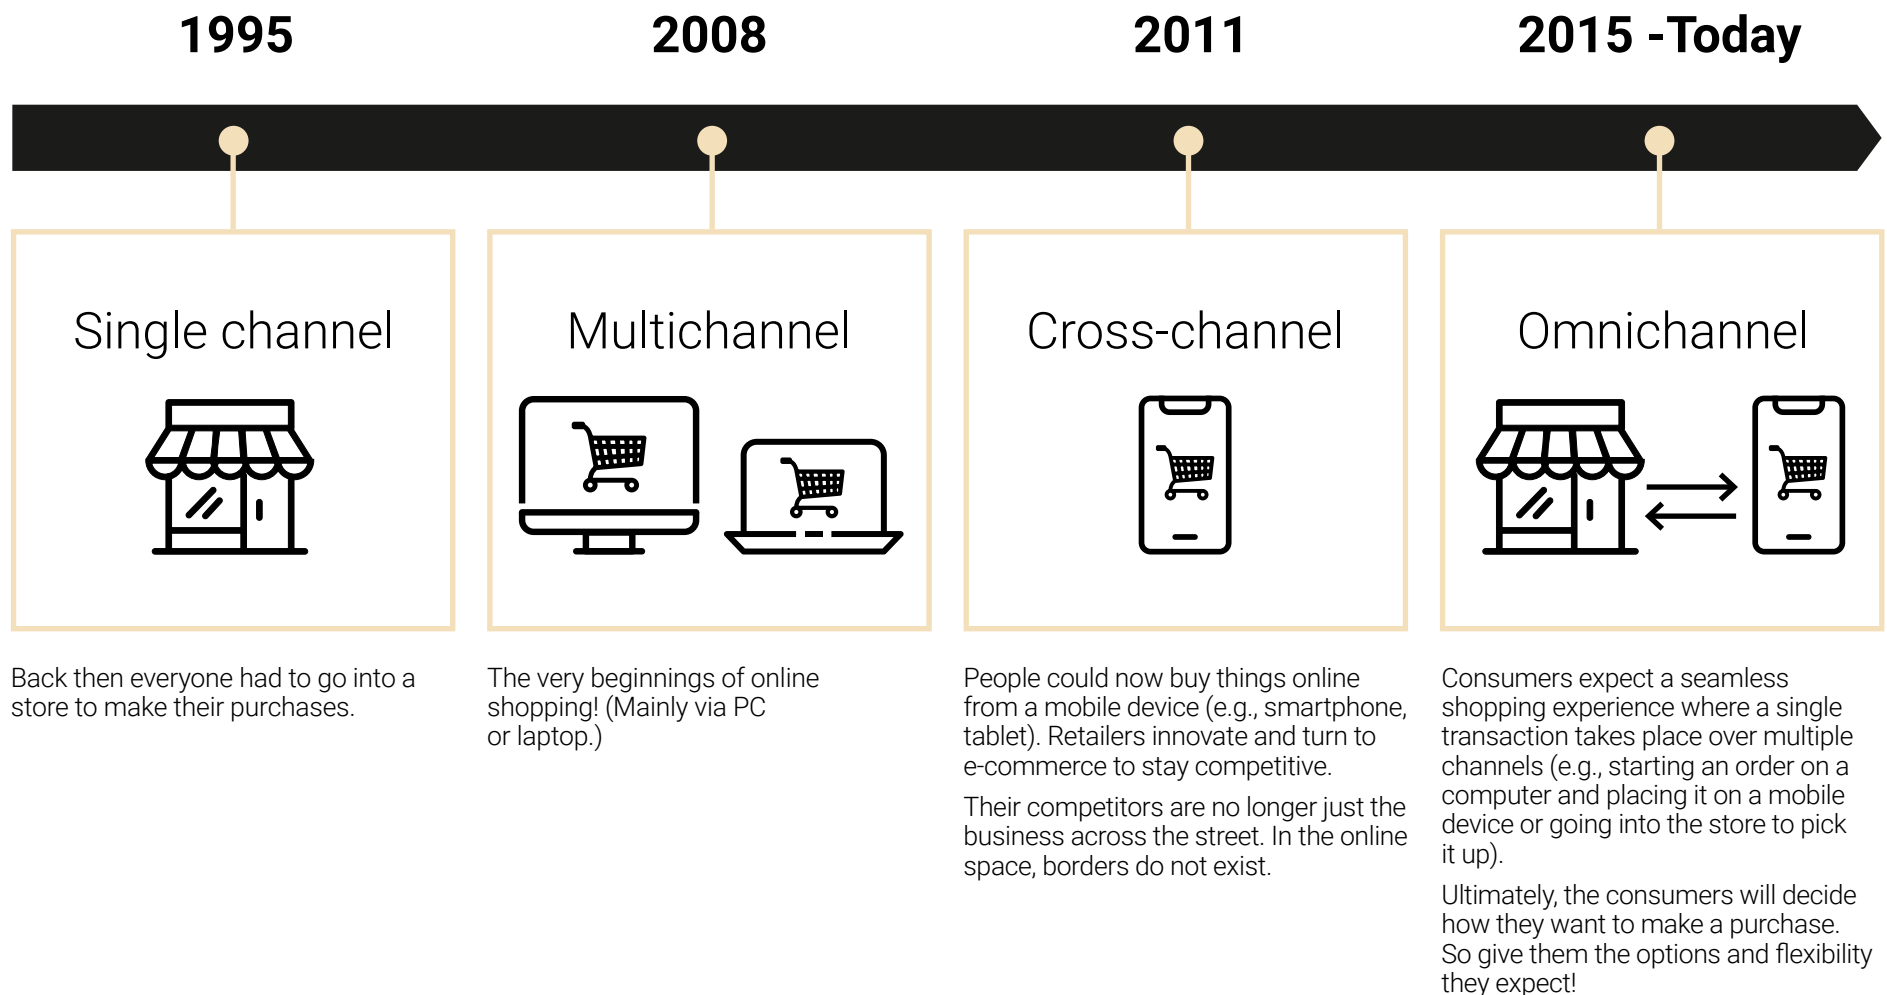 1995
2008
2011
2015 -Today
Single channel
Multichannel
Cross-channel
Omnichannel
Back then everyone had to go into a
store to make their purchases.
The very beginnings of online
shopping! (Mainly via PC
or laptop.)
People could now buy things online
from a mobile device (e.g., smartphone,
tablet). Retailers innovate and turn to
e-commerce to stay competitive.
Their competitors are no longer just the
business across the street. In the online
space, borders do not exist.
Consumers expect a seamless
shopping experience where a single
transaction takes place over multiple
channels (e.g., starting an order on a
computer and placing it on a mobile
device or going into the store to pick
it up).
Ultimately, the consumers will decide
how they want to make a purchase.
So give them the options and flexibility
they expect!